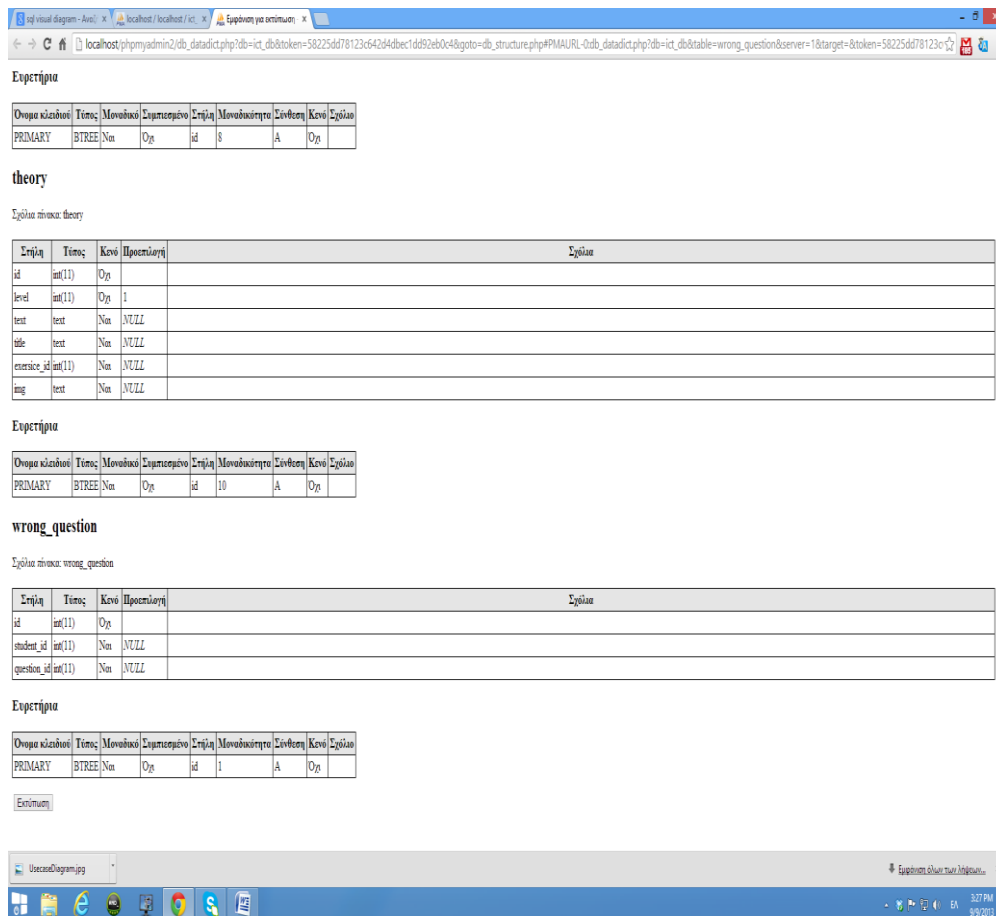 sql visual diagram - Ανα
localhost / localhost / ict_
Εμφάνιση για εκτύπωση -
localhost/phpmyadmin2/db_datadict.php?db=ict_db&token=58225dd78123c642d4dbec1dd92eb0c4&goto=db_structure.php#PMAURL-0:db_datadict.php?db=ict_db&table=wrong_question&server=1&target=&token=58225dd78123c
Ευρετήρια
Όνομα κλειδιού Τύπος Μοναδικό Συμπιεσμένο Στήλη Μοναδικότητα Σύνθεση Κενό Σχόλιο
PRIMARY BTREE Ναι Όχι id 8 A Όχι
theory
Σχόλια πίνακα: theory
Στήλη Τύπος Κενό Προεπιλογή Σχόλια
id int(11) Όχι
level int(11) Όχι 1
text text Ναι NULL
title text Ναι NULL
exersice_id int(11) Ναι NULL
img text Ναι NULL
Ευρετήρια
Όνομα κλειδιού Τύπος Μοναδικό Συμπιεσμένο Στήλη Μοναδικότητα Σύνθεση Κενό Σχόλιο
PRIMARY BTREE Ναι Όχι id 10 A Όχι
wrong_question
Σχόλια πίνακα: wrong_question
Στήλη Τύπος Κενό Προεπιλογή Σχόλια
id int(11) Όχι
student_id int(11) Ναι NULL
question_id int(11) Ναι NULL
Ευρετήρια
Όνομα κλειδιού Τύπος Μοναδικό Συμπιεσμένο Στήλη Μοναδικότητα Σύνθεση Κενό Σχόλιο
PRIMARY BTREE Ναι Όχι id 1 A Όχι
Εκτύπωση
UsecaseDiagram.jpg
Εμφάνιση όλων των λήψεων...
ΕΛ
3:27 PM
9/9/2013